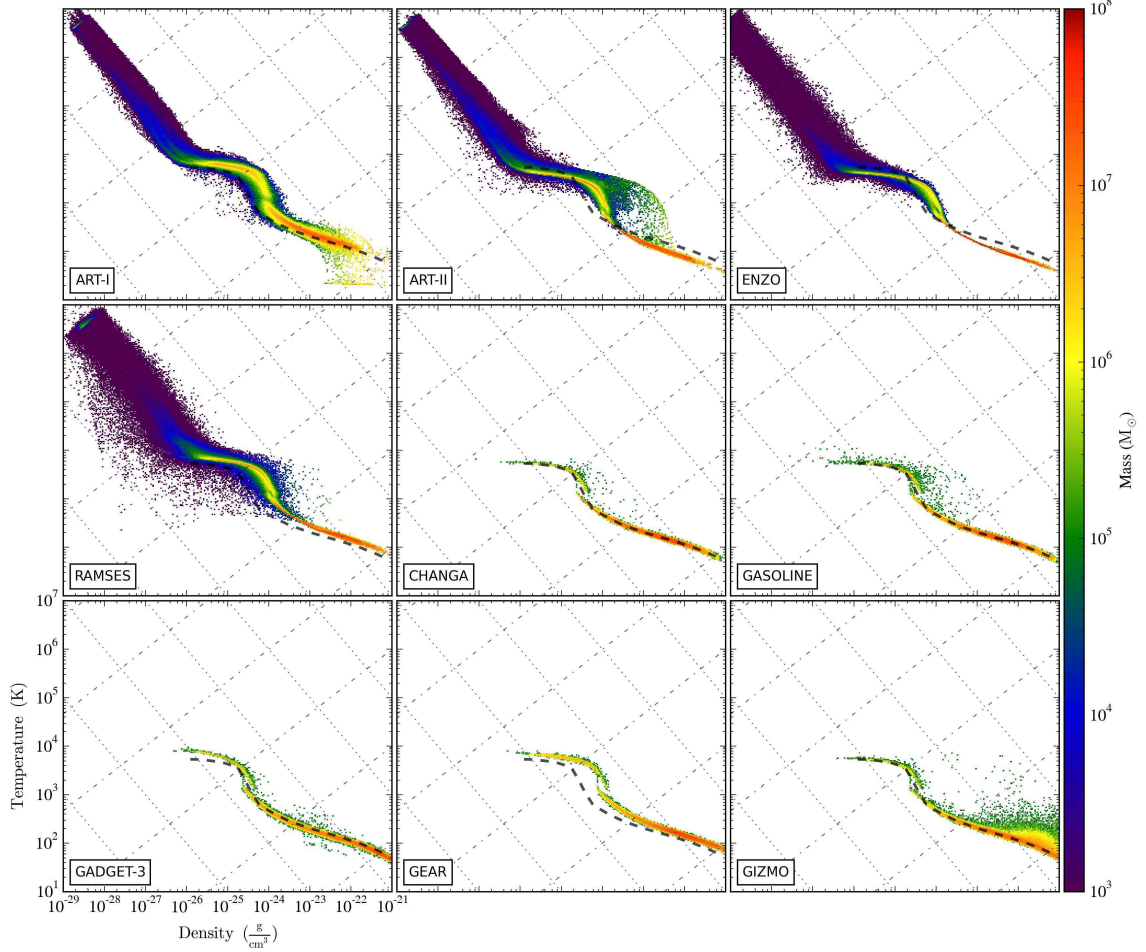 ART-I
ART-II
ENZO
RAMSES
CHANGA
GASOLINE
GADGET-3
GEAR
GIZMO
10^7
10^6
10^5
10^4
10^3
10^2
10^1
Temperature (K)
10^-29 10^-28 10^-27 10^-26 10^-25 10^-24 10^-23 10^-22 10^-21
Density (g/cm^3)
10^8
10^7
10^6
10^5
10^4
10^3
Mass (M☉)